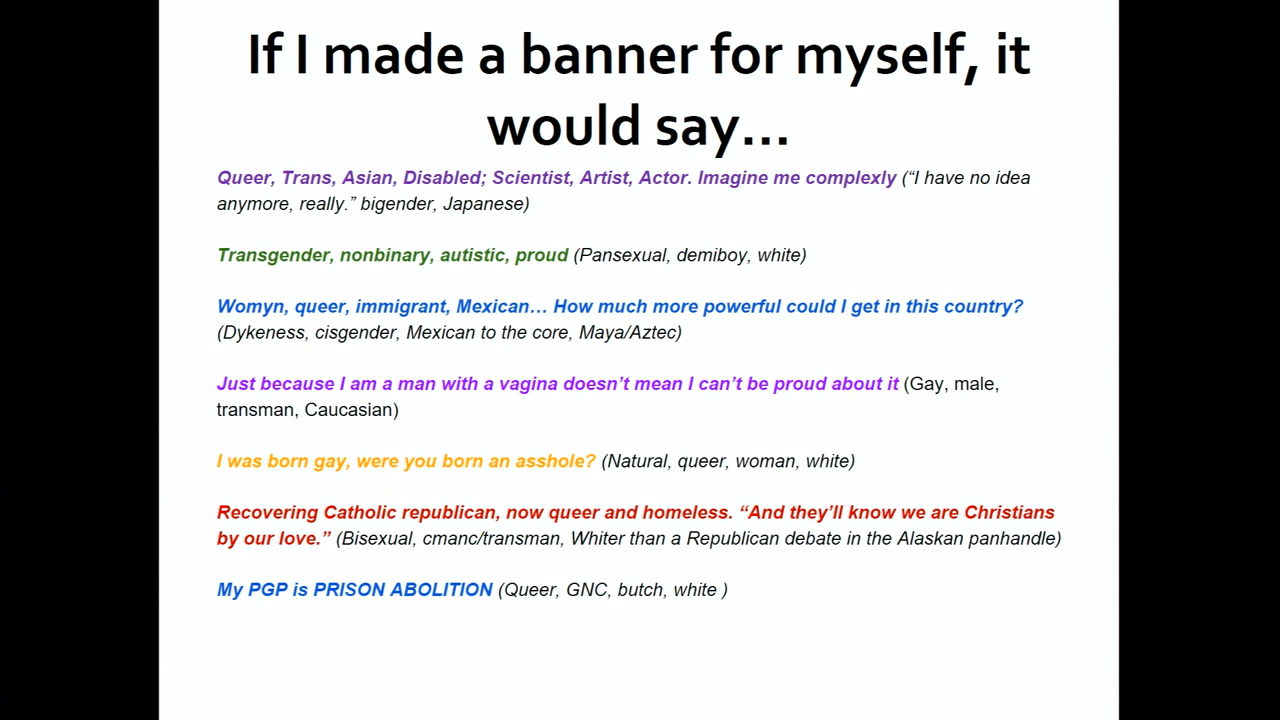 If I made a banner for myself, it
would say…
Queer, Trans, Asian, Disabled; Scientist, Artist, Actor. Imagine me complexly (“I have no idea
anymore, really.” bigender, Japanese)
Transgender, nonbinary, autistic, proud (Pansexual, demiboy, white)
Womyn, queer, immigrant, Mexican… How much more powerful could I get in this country?
(Dykeness, cisgender, Mexican to the core, Maya/Aztec)
Just because I am a man with a vagina doesn’t mean I can’t be proud about it (Gay, male,
transman, Caucasian)
I was born gay, were you born an asshole? (Natural, queer, woman, white)
Recovering Catholic republican, now queer and homeless. “And they’ll know we are Christians
by our love.” (Bisexual, cmanc/transman, Whiter than a Republican debate in the Alaskan panhandle)
My PGP is PRISON ABOLITION (Queer, GNC, butch, white )